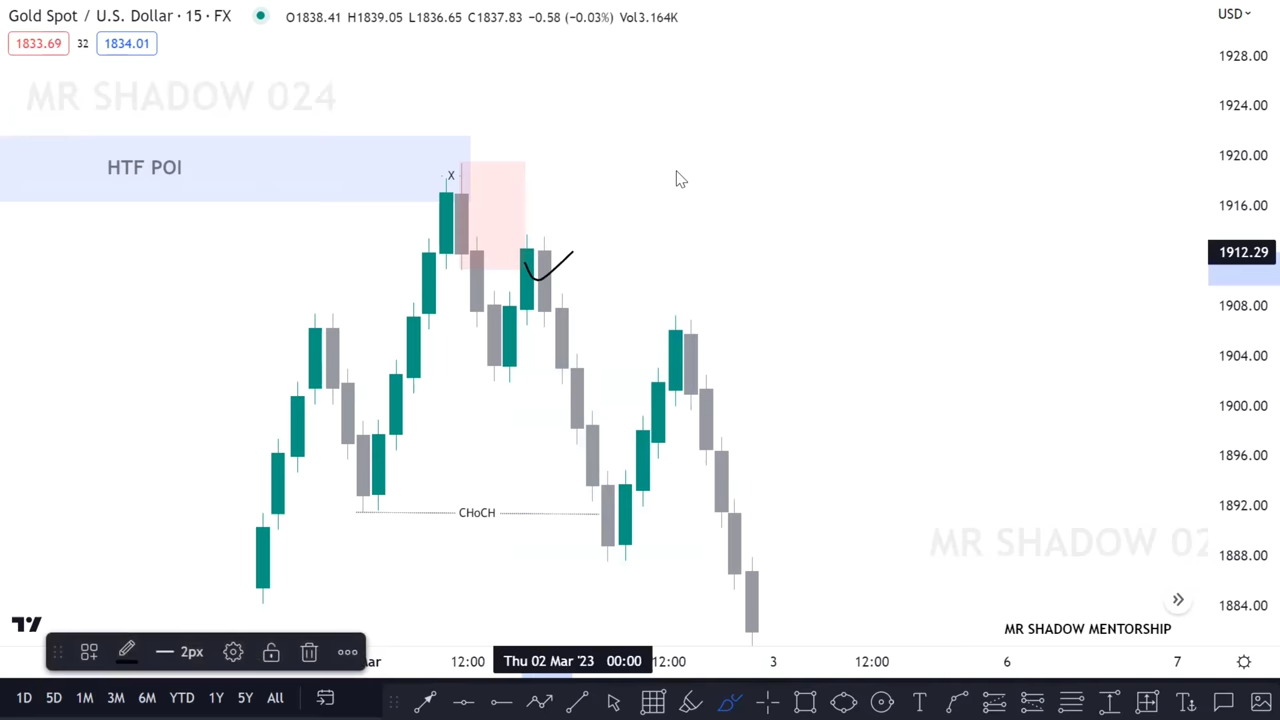 Gold Spot / U.S. Dollar · 15 · FX
O1838.41 H1839.05 L1836.65 C1837.83 −0.58 (−0.03%) Vol3.164K
USD
1833.69 32 1834.01
1928.00
MR SHADOW 024
1924.00
HTF POI
1920.00
X
1916.00
1912.29
1908.00
1904.00
1900.00
1896.00
1892.00
CHoCH
MR SHADOW 02
1888.00
1884.00
MR SHADOW MENTORSHIP
2px
Mar 12:00 Thu 02 Mar '23 00:00 12:00 3 12:00 6 7
1D 5D 1M 3M 6M YTD 1Y 5Y All